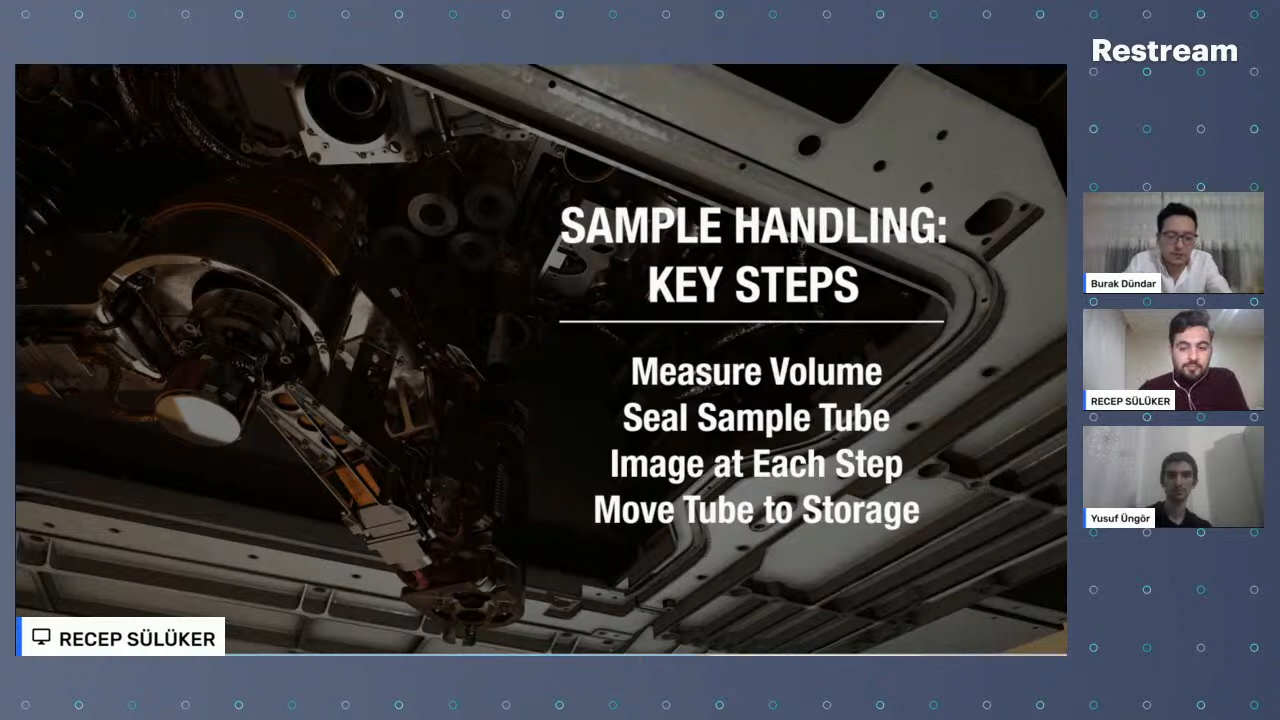 Restream
SAMPLE HANDLING:
KEY STEPS
Measure Volume
Seal Sample Tube
Image at Each Step
Move Tube to Storage
RECEP SÜLÜKER
Burak Dündar
RECEP SÜLÜKER
Yusuf Üngör